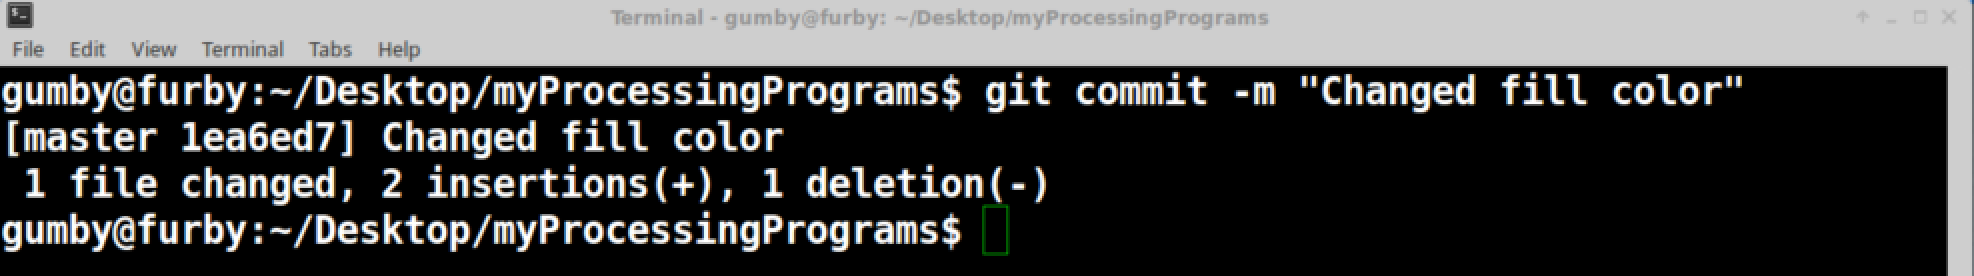 Terminal - gumby@furby: ~/Desktop/myProcessingPrograms
File Edit View Terminal Tabs Help
gumby@furby:~/Desktop/myProcessingPrograms$ git commit -m "Changed fill color"
[master 1ea6ed7] Changed fill color
 1 file changed, 2 insertions(+), 1 deletion(-)
gumby@furby:~/Desktop/myProcessingPrograms$